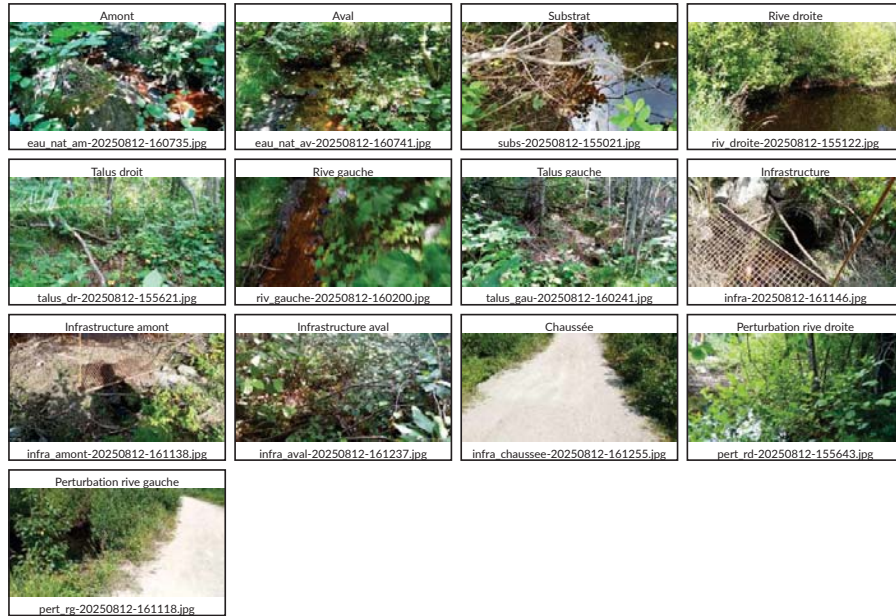 Amont
Aval
Substrat
Rive droite
eau_nat_am-20250812-160735.jpg
eau_nat_av-20250812-160741.jpg
subs-20250812-155021.jpg
riv_droite-20250812-155122.jpg
Talus droit
Rive gauche
Talus gauche
Infrastructure
talus_dr-20250812-155621.jpg
riv_gauche-20250812-160200.jpg
talus_gau-20250812-160241.jpg
infra-20250812-161146.jpg
Infrastructure amont
Infrastructure aval
Chaussée
Perturbation rive droite
infra_amont-20250812-161138.jpg
infra_aval-20250812-161237.jpg
infra_chaussee-20250812-161255.jpg
pert_rd-20250812-155643.jpg
Perturbation rive gauche
pert_rg-20250812-161118.jpg